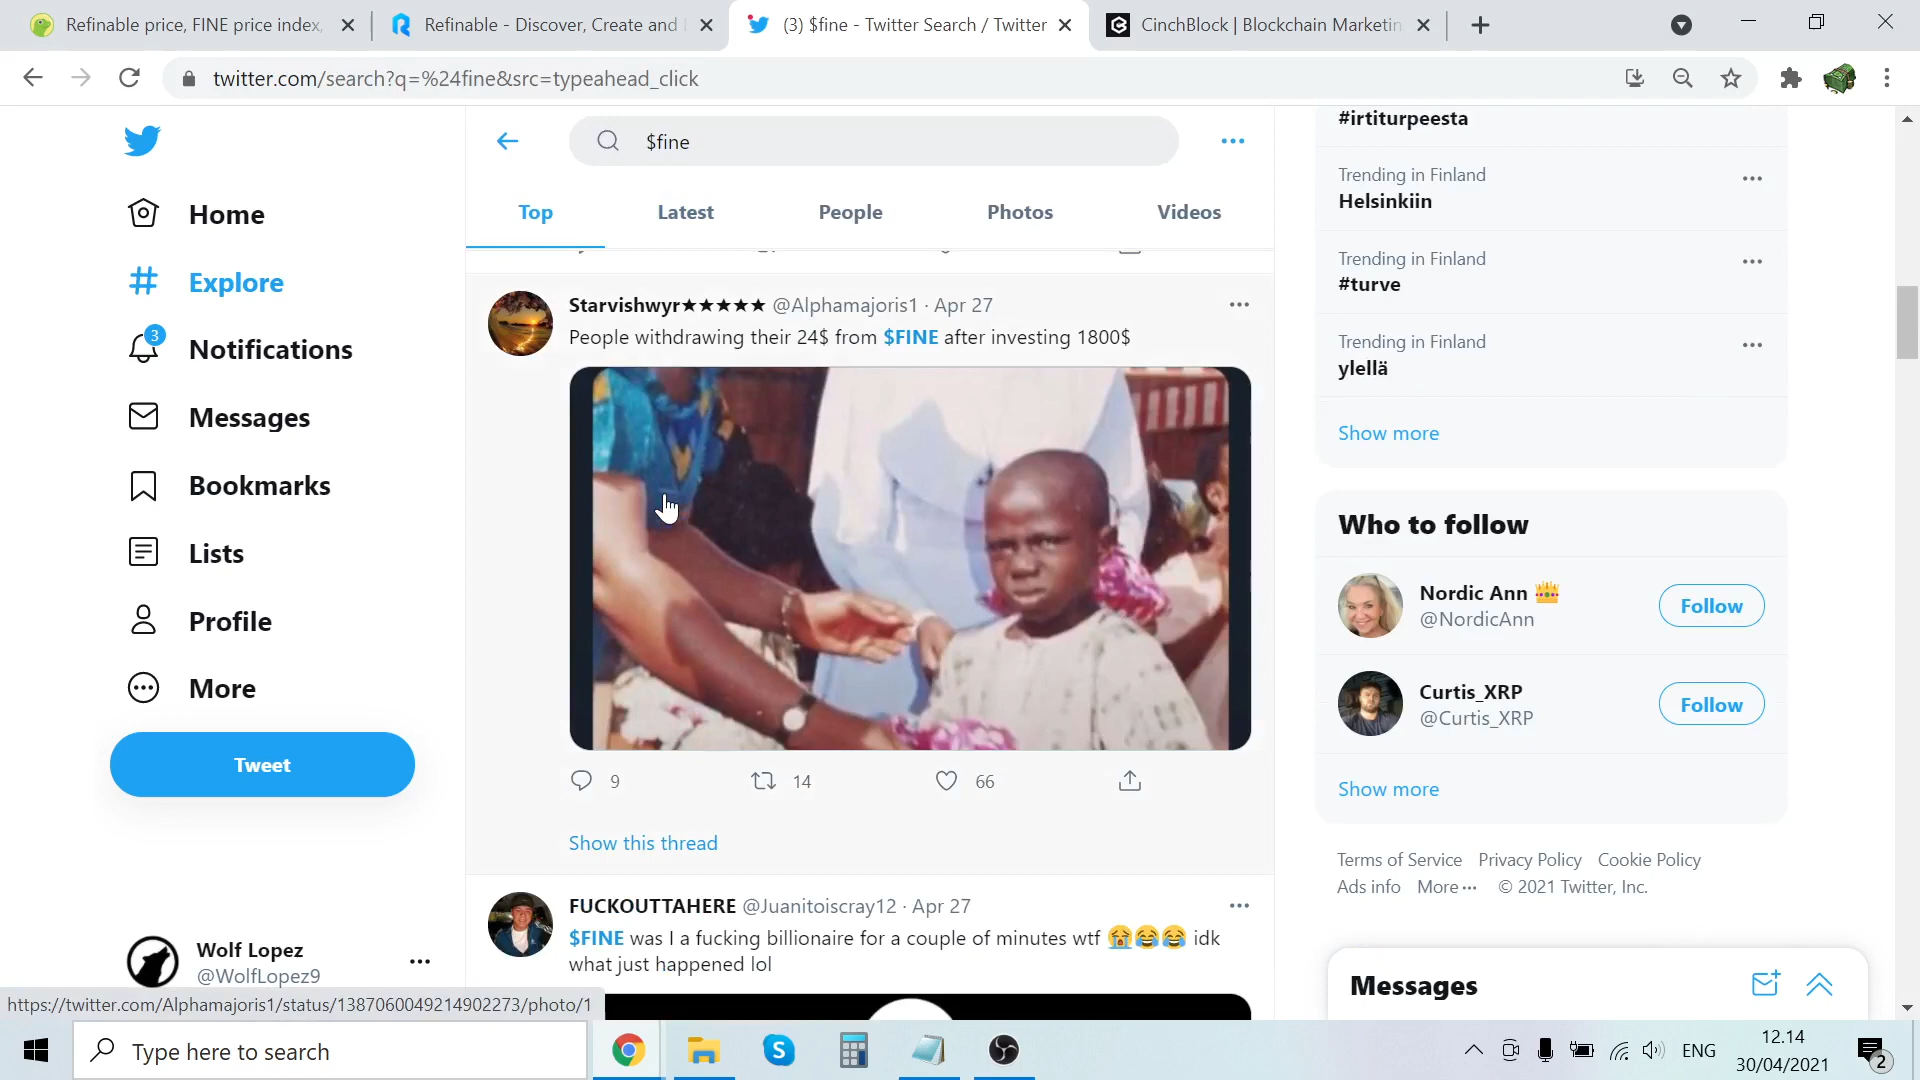 Refinable price, FINE price index,
Refinable - Discover, Create and
(3) $fine - Twitter Search / Twitter
CinchBlock | Blockchain Marketin
twitter.com/search?q=%24fine&src=typeahead_click
$fine
Top Latest People Photos Videos
Home
Explore
3
Notifications
Messages
Bookmarks
Lists
Profile
More
Tweet
Wolf Lopez
@WolfLopez9
Starvishwyr★★★★★ @Alphamajoris1 · Apr 27
People withdrawing their 24$ from $FINE after investing 1800$
9 14 66
Show this thread
FUCKOUTTAHERE @Juanitoiscray12 · Apr 27
$FINE was I a fucking billionaire for a couple of minutes wtf 😭😂😂 idk
what just happened lol
#irtiturpeesta
Trending in Finland
Helsinkiin
Trending in Finland
#turve
Trending in Finland
ylellä
Show more
Who to follow
Nordic Ann 👑
@NordicAnn
Follow
Curtis_XRP
@Curtis_XRP
Follow
Show more
Terms of Service Privacy Policy Cookie Policy
Ads info More··· © 2021 Twitter, Inc.
Messages
https://twitter.com/Alphamajoris1/status/1387060049214902273/photo/1
Type here to search
S
ENG
12.14
30/04/2021
2